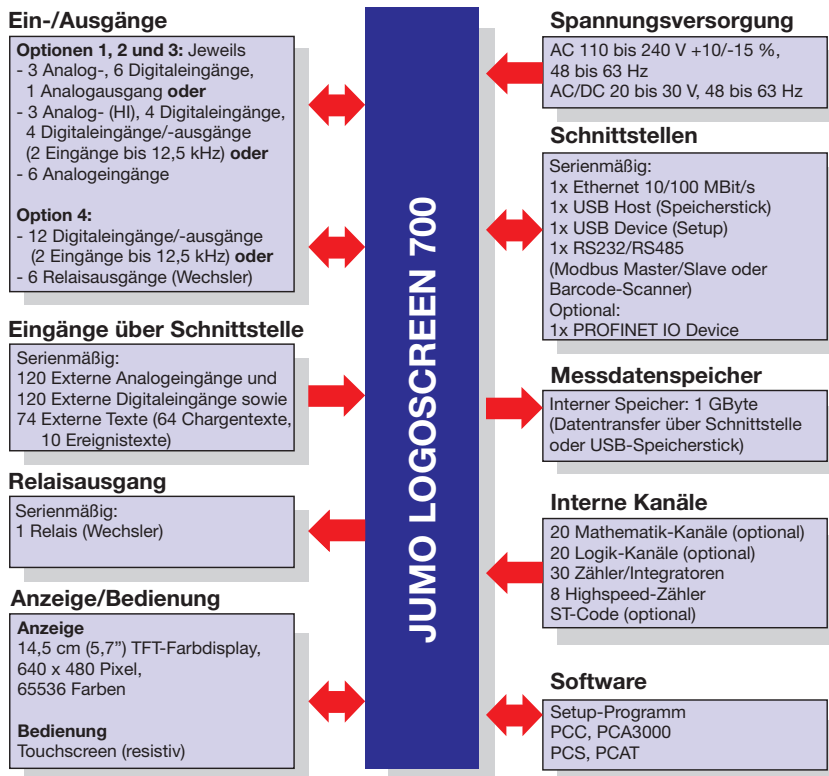 Ein-/Ausgänge
Optionen 1, 2 und 3: Jeweils
- 3 Analog-, 6 Digitaleingänge,
1 Analogausgang oder
- 3 Analog- (HI), 4 Digitaleingänge,
4 Digitaleingänge/-ausgänge
(2 Eingänge bis 12,5 kHz) oder
- 6 Analogeingänge
Option 4:
- 12 Digitaleingänge/-ausgänge
(2 Eingänge bis 12,5 kHz) oder
- 6 Relaisausgänge (Wechsler)
Eingänge über Schnittstelle
Serienmäßig:
120 Externe Analogeingänge und
120 Externe Digitaleingänge sowie
74 Externe Texte (64 Chargentexte,
10 Ereignistexte)
Relaisausgang
Serienmäßig:
1 Relais (Wechsler)
Anzeige/Bedienung
Anzeige
14,5 cm (5,7") TFT-Farbdisplay,
640 x 480 Pixel,
65536 Farben
Bedienung
Touchscreen (resistiv)
JUMO LOGOSCREEN 700
Spannungsversorgung
AC 110 bis 240 V +10/-15 %,
48 bis 63 Hz
AC/DC 20 bis 30 V, 48 bis 63 Hz
Schnittstellen
Serienmäßig:
1x Ethernet 10/100 MBit/s
1x USB Host (Speicherstick)
1x USB Device (Setup)
1x RS232/RS485
(Modbus Master/Slave oder
Barcode-Scanner)
Optional:
1x PROFINET IO Device
Messdatenspeicher
Interner Speicher: 1 GByte
(Datentransfer über Schnittstelle
oder USB-Speicherstick)
Interne Kanäle
20 Mathematik-Kanäle (optional)
20 Logik-Kanäle (optional)
30 Zähler/Integratoren
8 Highspeed-Zähler
ST-Code (optional)
Software
Setup-Programm
PCC, PCA3000
PCS, PCAT